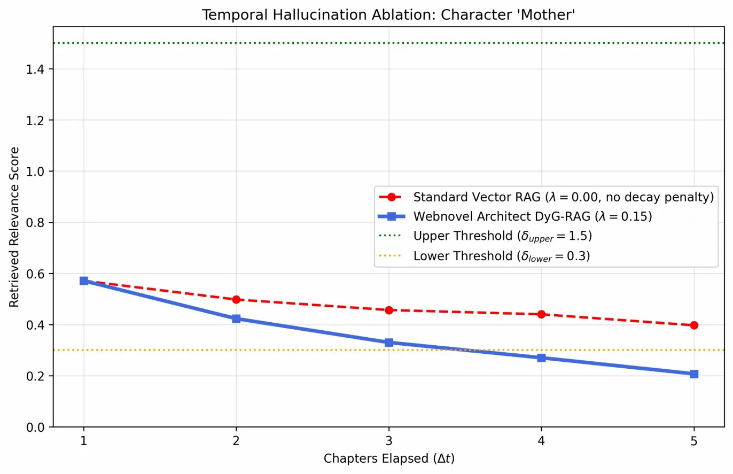 Temporal Hallucination Ablation: Character 'Mother'
Retrieved Relevance Score
1.4
1.2
1.0
0.8
0.6
0.4
0.2
0.0
Standard Vector RAG (λ = 0.00, no decay penalty)
Webnovel Architect DyG-RAG (λ = 0.15)
Upper Threshold (δupper = 1.5)
Lower Threshold (δlower = 0.3)
1 2 3 4 5
Chapters Elapsed (Δt)